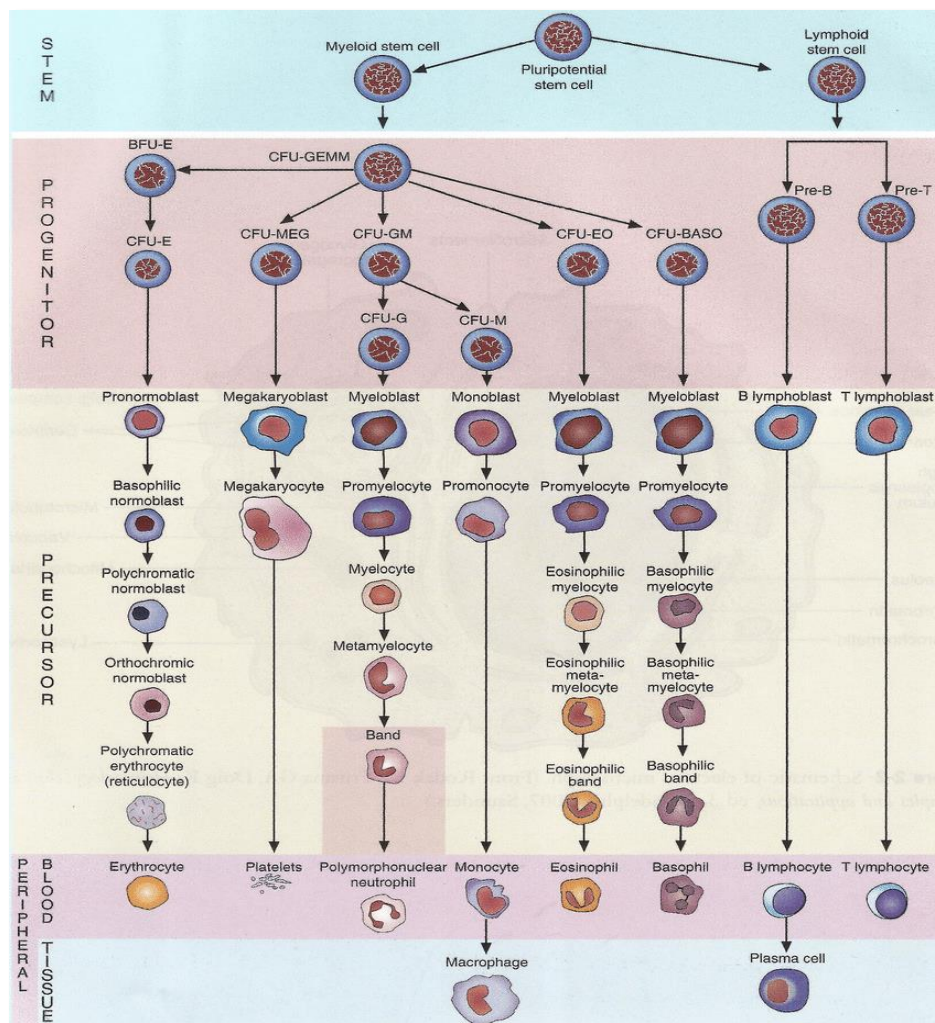 STEM
Myeloid stem cell
Pluripotential
stem cell
Lymphoid
stem cell
PROGENITOR
BFU-E
CFU-GEMM
Pre-B
Pre-T
CFU-E
CFU-MEG
CFU-GM
CFU-EO
CFU-BASO
CFU-G
CFU-M
PRECURSOR
Pronormoblast
Megakaryoblast
Myeloblast
Monoblast
Myeloblast
Myeloblast
B lymphoblast
T lymphoblast
Basophilic
normoblast
Megakaryocyte
Promyelocyte
Promonocyte
Promyelocyte
Promyelocyte
Polychromatic
normoblast
Myelocyte
Eosinophilic
myelocyte
Basophilic
myelocyte
Orthochromic
normoblast
Metamyelocyte
Eosinophilic
meta-
myelocyte
Basophilic
meta-
myelocyte
Polychromatic
erythrocyte
(reticulocyte)
Band
Eosinophilic
band
Basophilic
band
PERIPHERAL
BLOOD
Erythrocyte
Platelets
Polymorphonuclear
neutrophil
Monocyte
Eosinophil
Basophil
B lymphocyte
T lymphocyte
TISSUE
Macrophage
Plasma cell